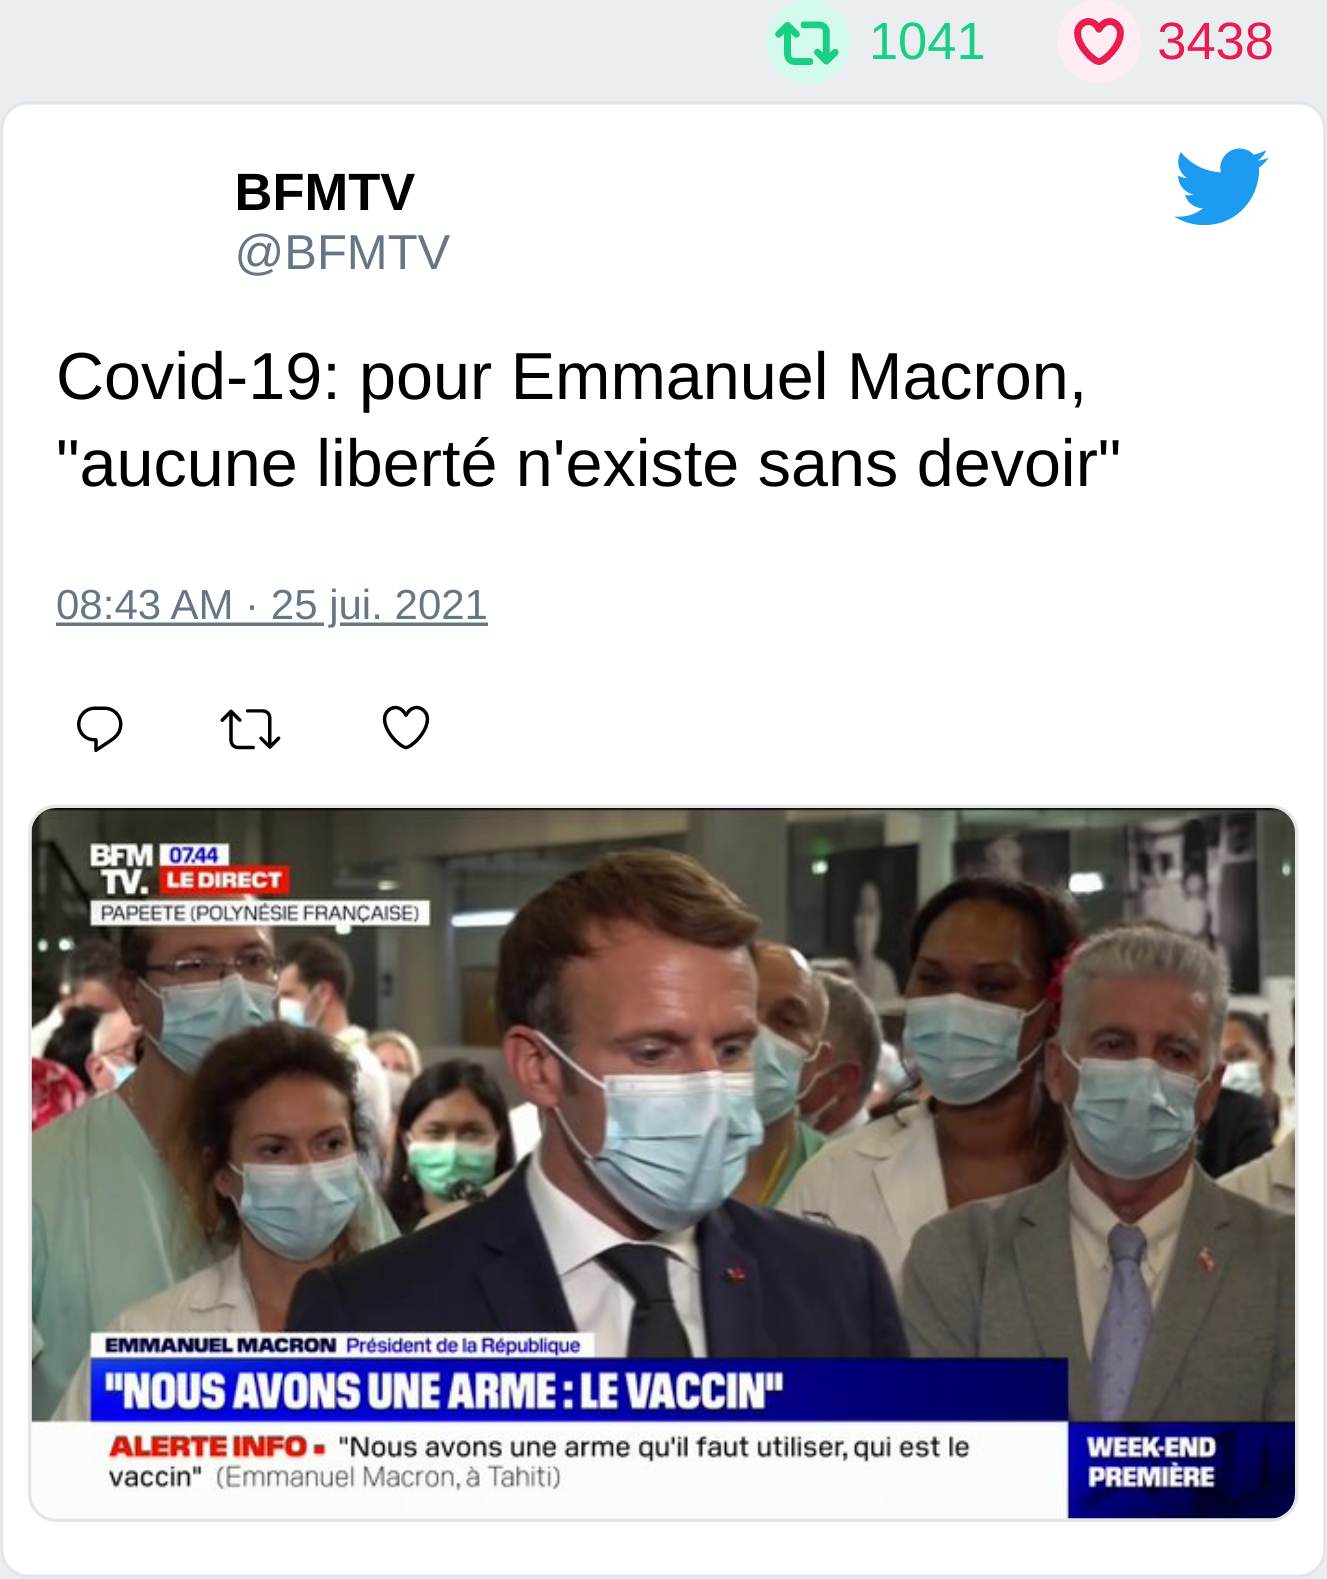 1041 3438
BFMTV
@BFMTV
Covid-19: pour Emmanuel Macron,
"aucune liberté n'existe sans devoir"
08:43 AM · 25 jui. 2021
BFM 07.44
TV. LE DIRECT
PAPEETE (POLYNÉSIE FRANÇAISE)
EMMANUEL MACRON Président de la République
"NOUS AVONS UNE ARME : LE VACCIN"
ALERTE INFO ▪ "Nous avons une arme qu'il faut utiliser, qui est le
vaccin" (Emmanuel Macron, à Tahiti)
WEEK-END
PREMIÈRE